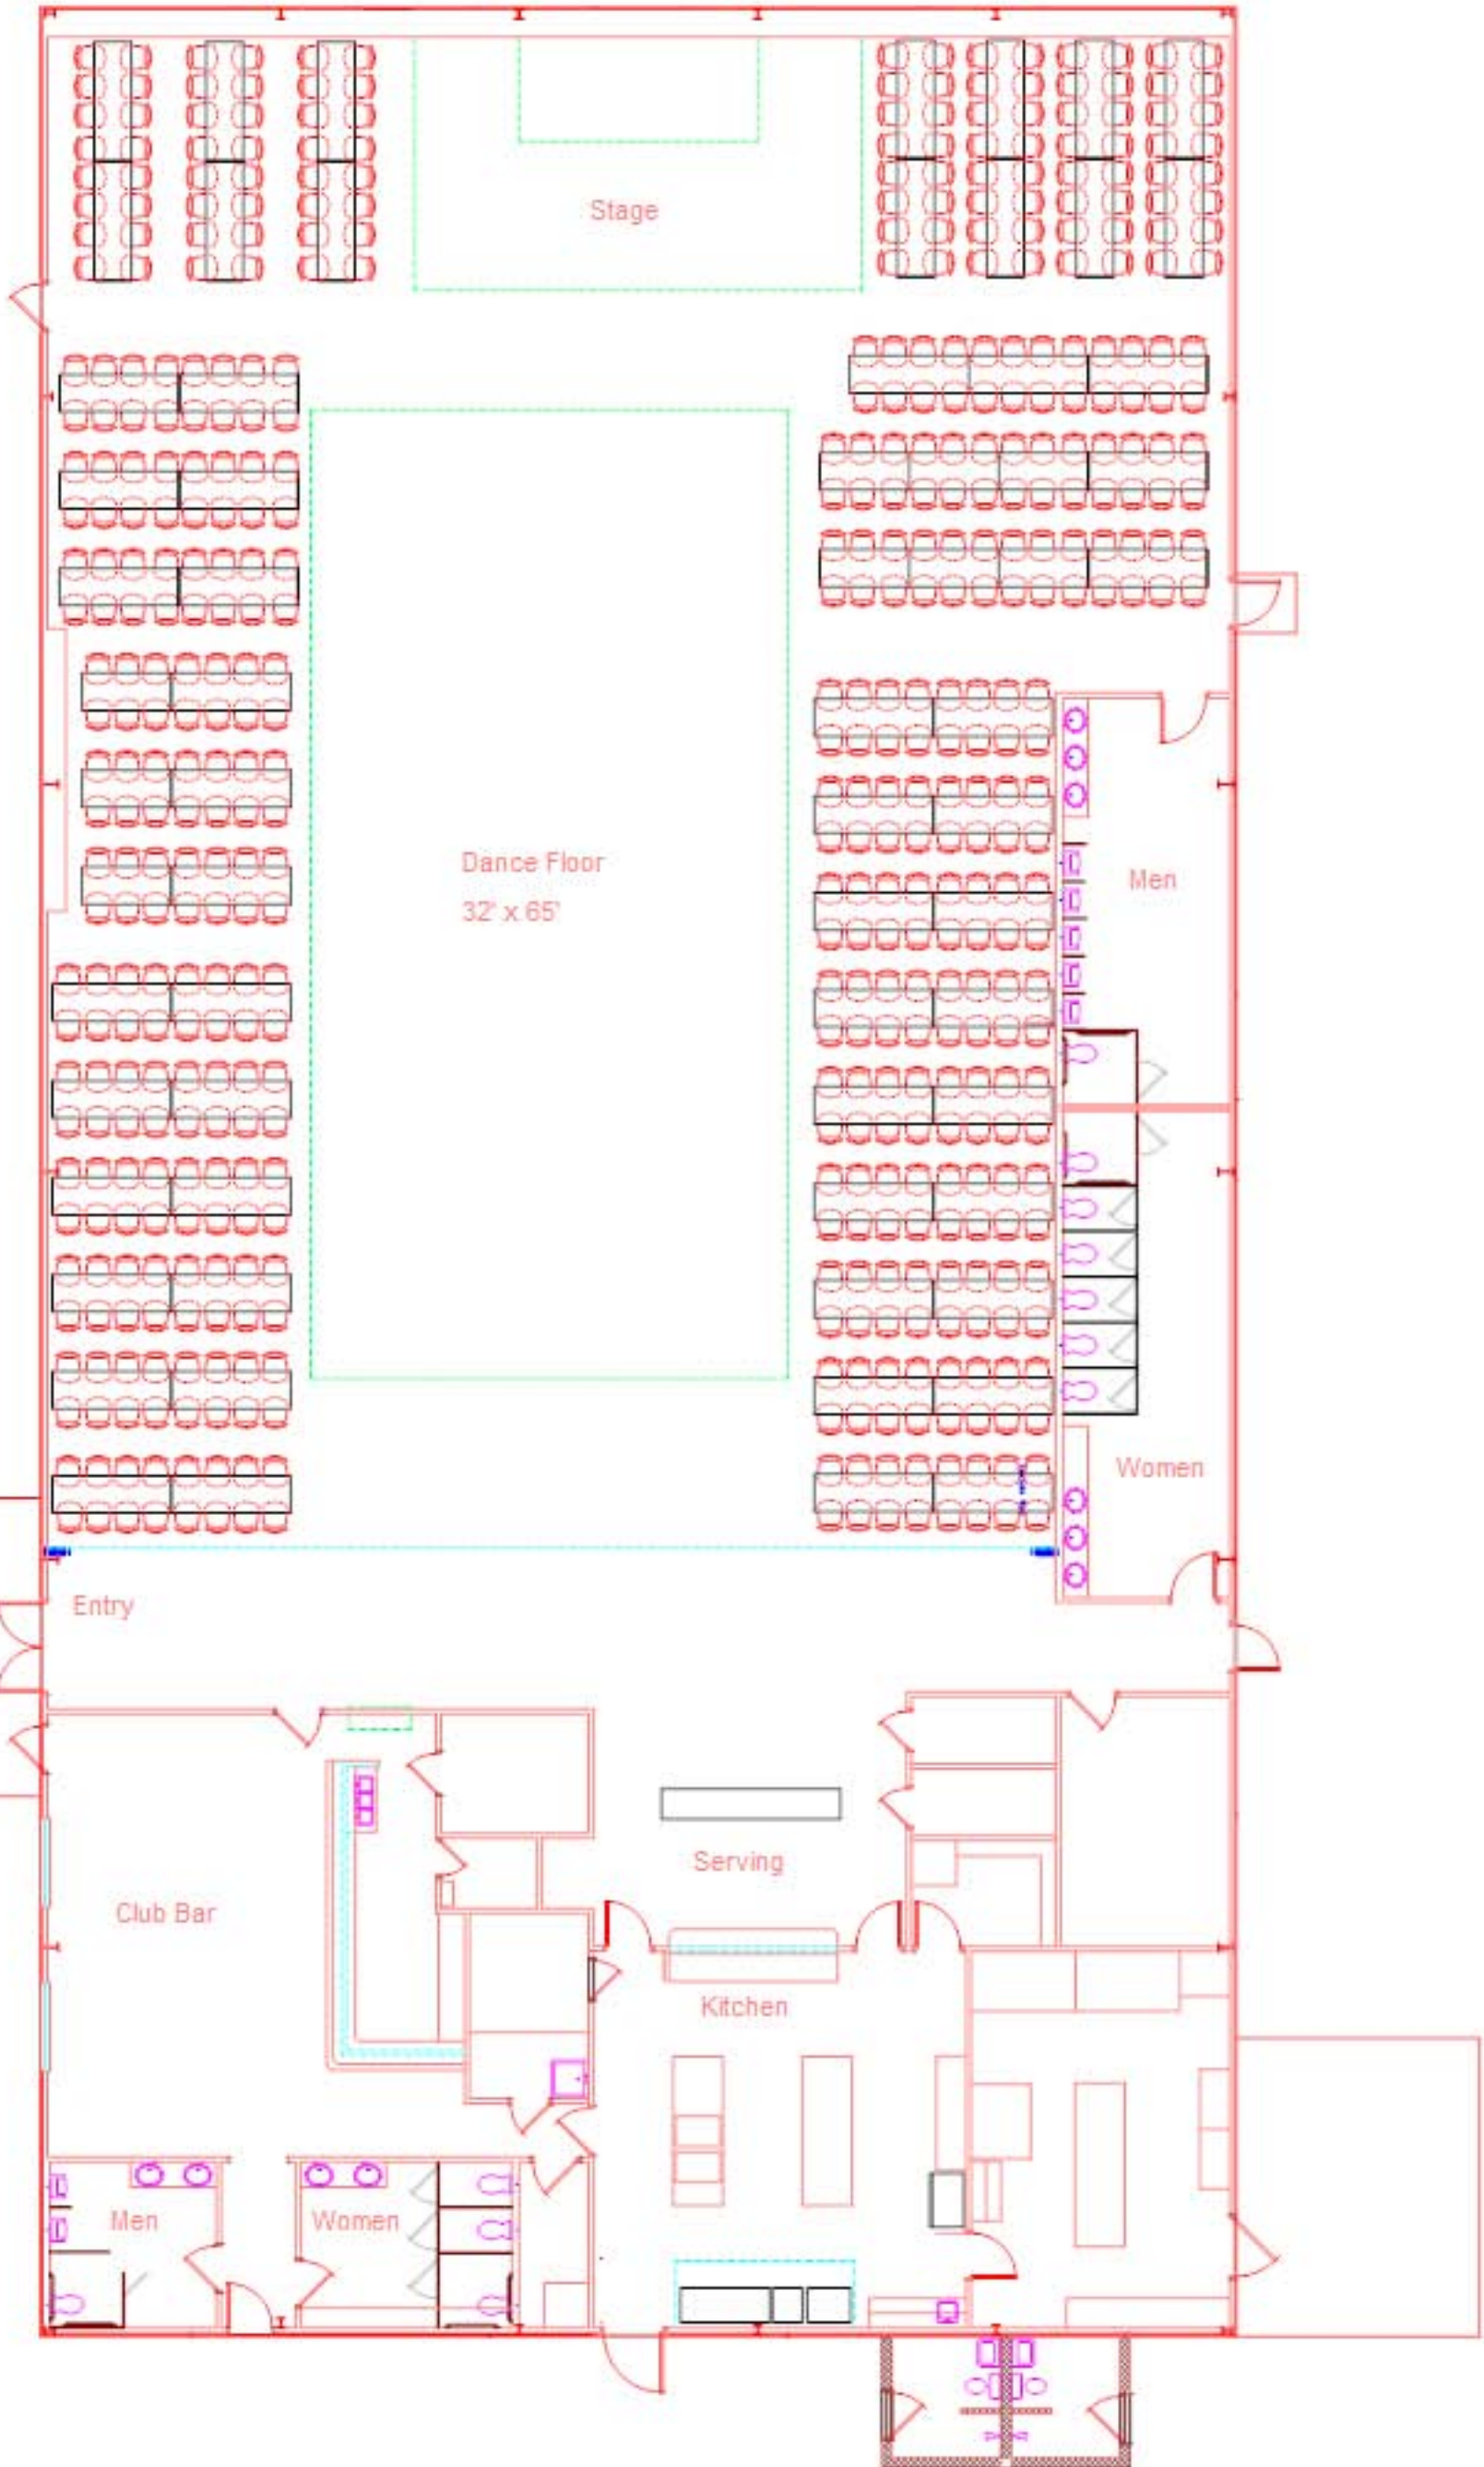 Stage
Dance Floor
32' x 65'
Men
Women
Entry
Serving
Club Bar
Kitchen
Men
Women